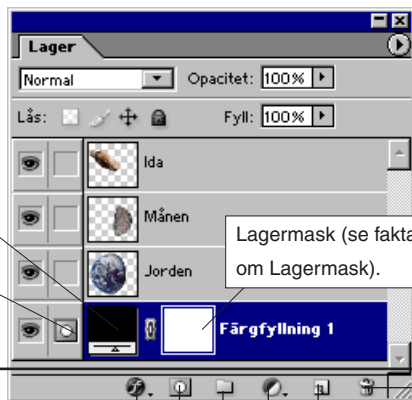 Lager
Normal
Opacitet: 100%
Lås:
Fyll: 100%
Ida
Månen
Lagermask (se fakta
om Lagermask).
Jorden
Färgfyllning 1